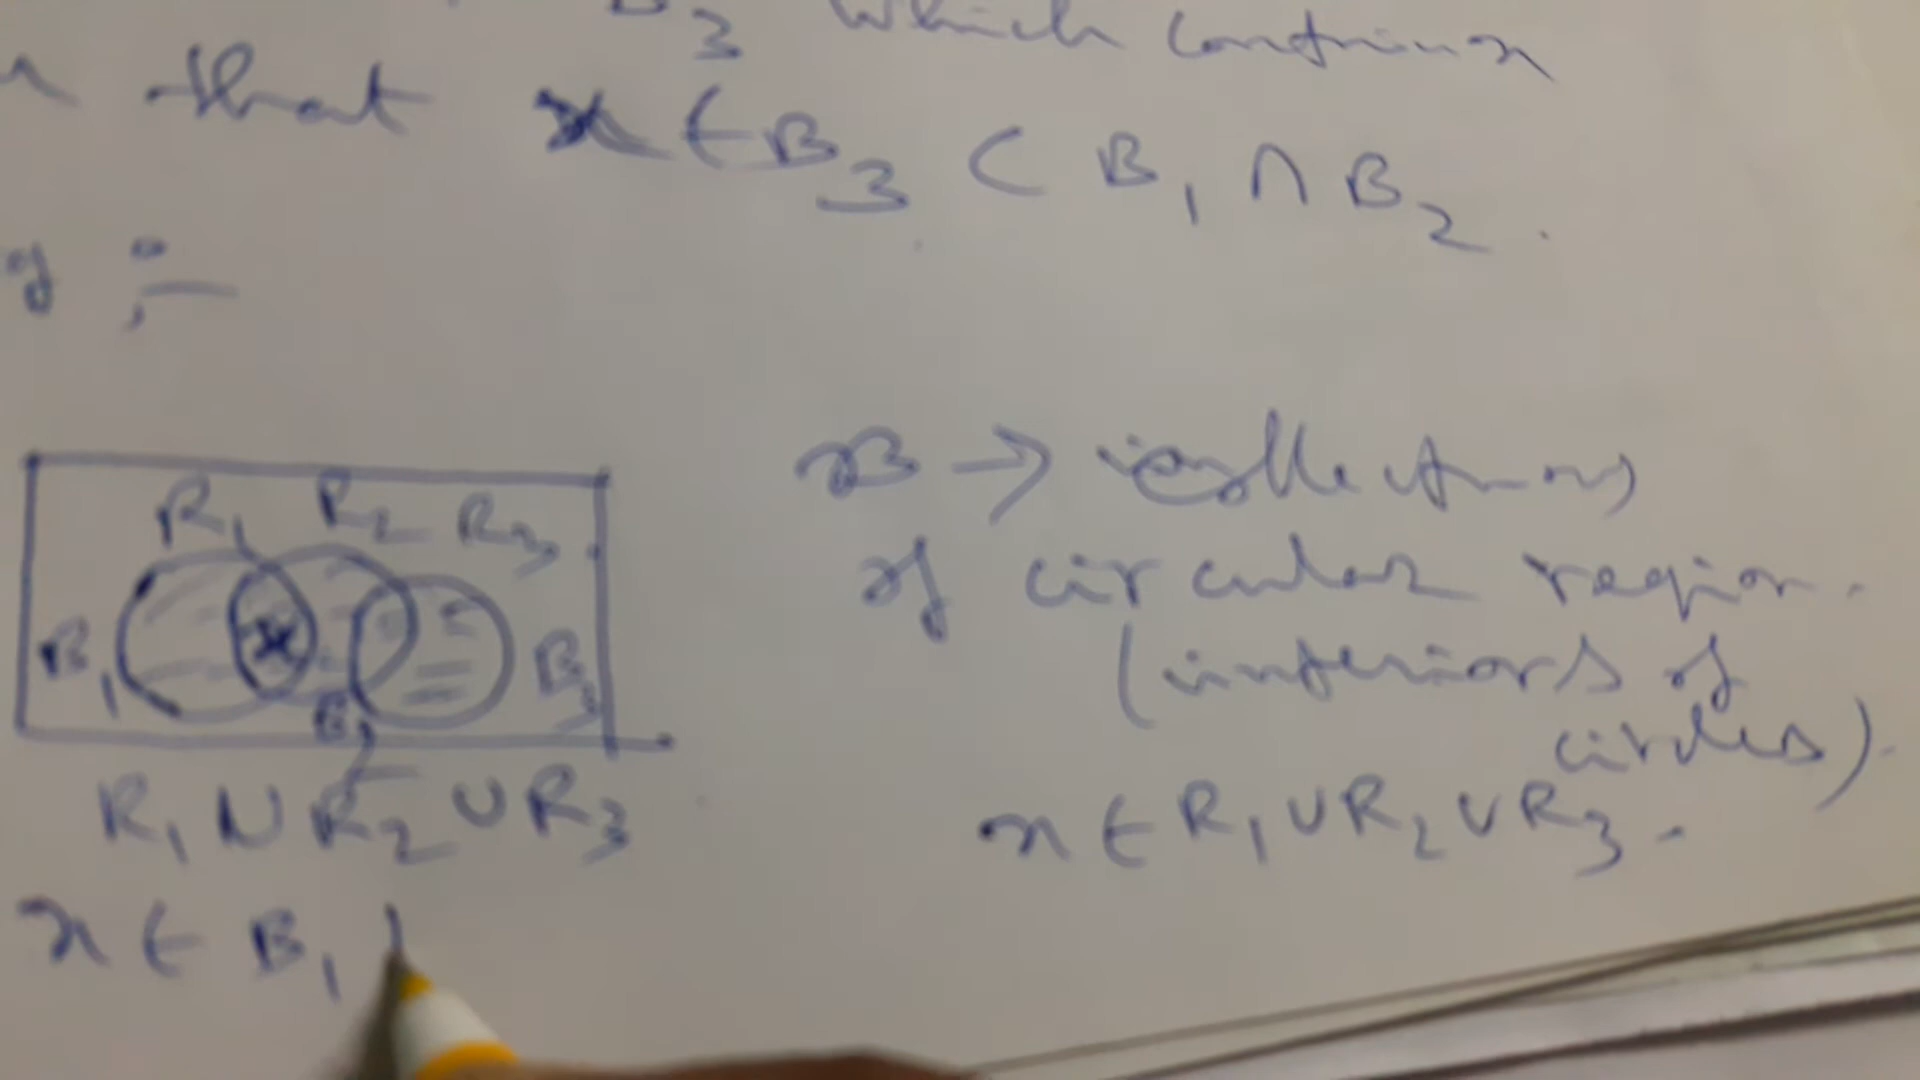 B3 which contain x
that x ∈ B3 ⊂ B1 ∩ B2.
:-
B → collections
of circular region.
(interiors of
circles).
R1 R2 R3
B1 B2 B3
R1 ∪ R2 ∪ R3
x ∈ R1 ∪ R2 ∪ R3.
x ∈ B1